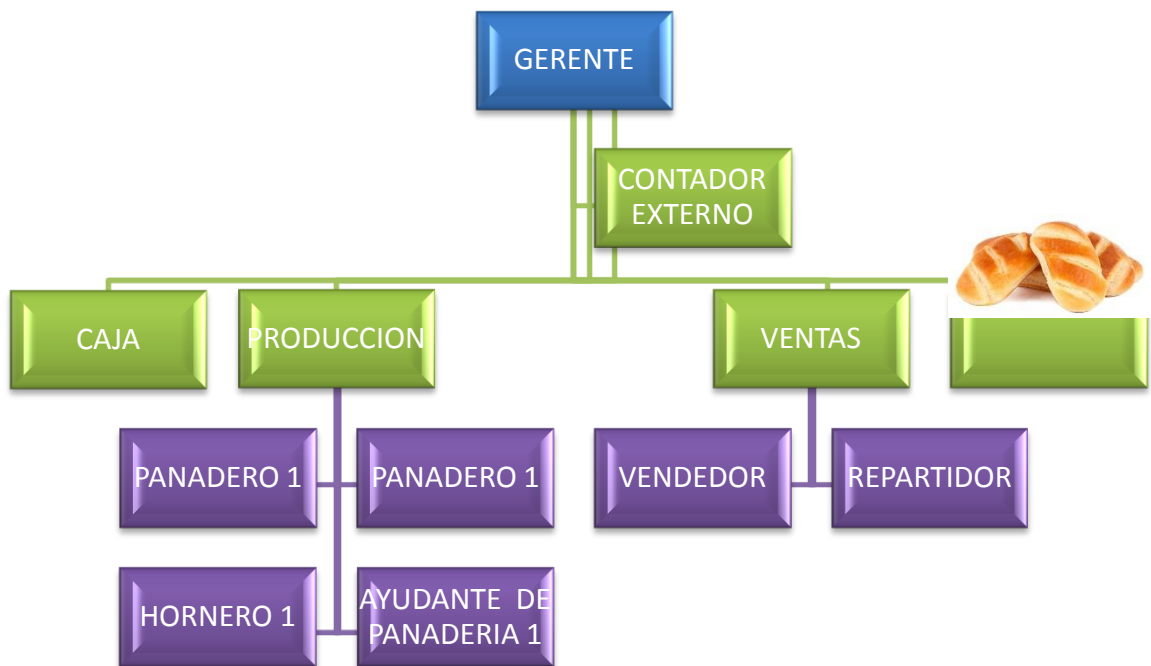 GERENTE
CONTADOR
EXTERNO
CAJA
PRODUCCION
VENTAS
PANADERO 1
PANADERO 1
VENDEDOR
REPARTIDOR
HORNERO 1
AYUDANTE DE
PANADERIA 1